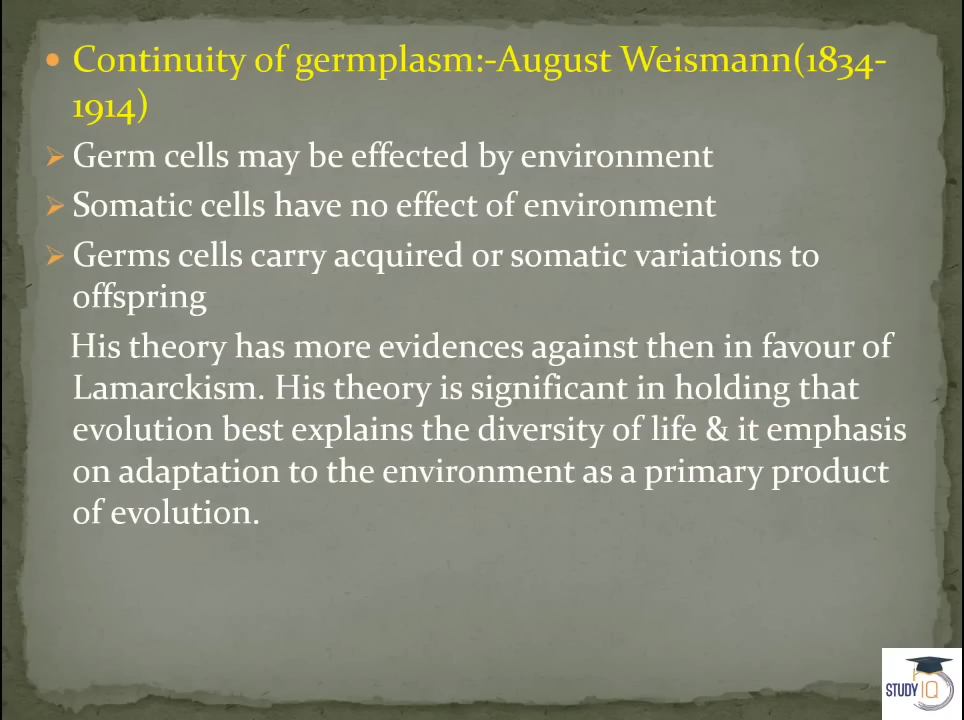 Continuity of germplasm:-August Weismann(1834-
1914)
Germ cells may be effected by environment
Somatic cells have no effect of environment
Germs cells carry acquired or somatic variations to
offspring
His theory has more evidences against then in favour of
Lamarckism. His theory is significant in holding that
evolution best explains the diversity of life & it emphasis
on adaptation to the environment as a primary product
of evolution.
STUDY IQ